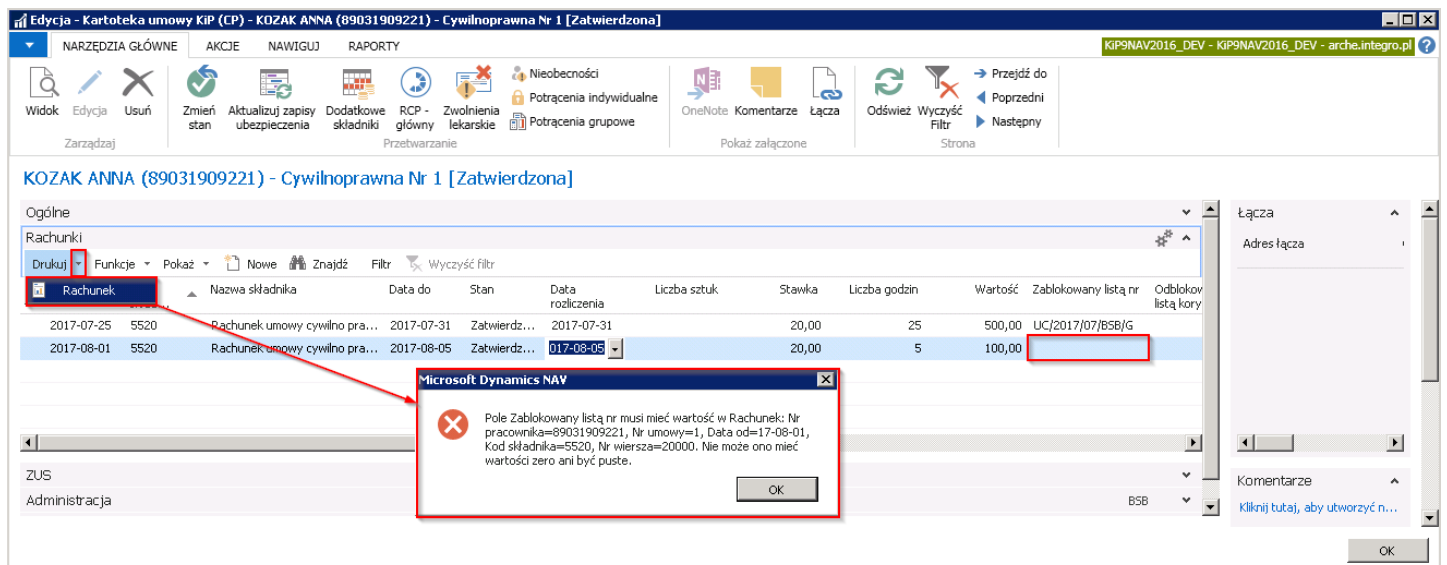 Edycja - Kartoteka umowy KiP (CP) - KOZAK ANNA (89031909221) - Cywilnoprawna Nr 1 [Zatwierdzona]
NARZĘDZIA GŁÓWNE AKCJE NAWIGUJ RAPORTY
KiP9NAV2016_DEV - KiP9NAV2016_DEV - arche.integro.pl
Widok
Edycja
Usuń
Zarządzaj
Zmień stan
Aktualizuj zapisy ubezpieczenia
Dodatkowe składniki
RCP - główny
Zwolnienia lekarskie
Nieobecności
Potrącenia indywidualne
Potrącenia grupowe
Przetwarzanie
OneNote
Komentarze
Łącza
Pokaż załączone
Odśwież
Wyczyść Filtr
Przejdź do
Poprzedni
Następny
Strona
KOZAK ANNA (89031909221) - Cywilnoprawna Nr 1 [Zatwierdzona]
Ogólne
Rachunki
Drukuj Funkcje Pokaż Nowe Znajdź Filtr Wyczyść filtr
Rachunek
Nazwa składnika Data do Stan Data rozliczenia Liczba sztuk Stawka Liczba godzin Wartość Zablokowany listą nr Odblokow listą kory
2017-07-25 5520 Rachunek umowy cywilno pra... 2017-07-31 Zatwierdz... 2017-07-31 20,00 25 500,00 UC/2017/07/BSB/G
2017-08-01 5520 Rachunek umowy cywilno pra... 2017-08-05 Zatwierdz... 017-08-05 20,00 5 100,00
Microsoft Dynamics NAV
Pole Zablokowany listą nr musi mieć wartość w Rachunek: Nr
pracownika=89031909221, Nr umowy=1, Data od=17-08-01,
Kod składnika=5520, Nr wiersza=20000. Nie może ono mieć
wartości zero ani być puste.
OK
ZUS
Administracja BSB
Łącza
Adres łącza
Komentarze
Kliknij tutaj, aby utworzyć n...
OK